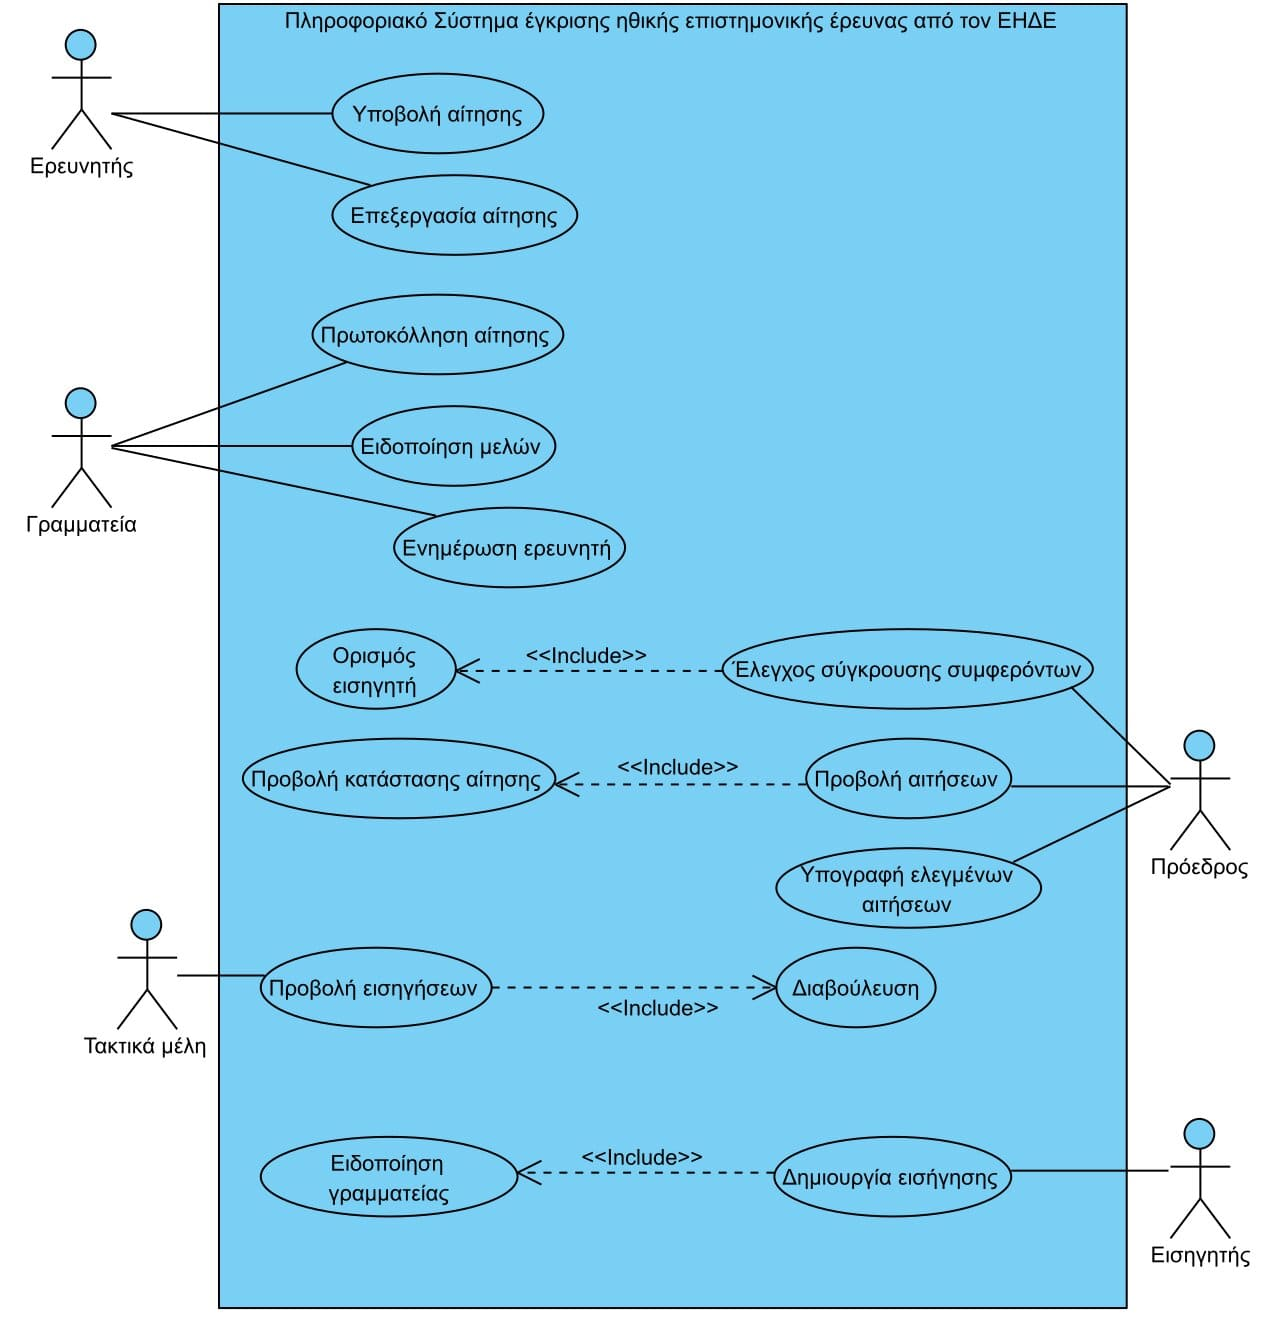 Πληροφοριακό Σύστημα έγκρισης ηθικής επιστημονικής έρευνας από τον ΕΗΔΕ
Υποβολή αίτησης
Ερευνητής
Επεξεργασία αίτησης
Πρωτοκόλληση αίτησης
Ειδοποίηση μελών
Γραμματεία
Ενημέρωση ερευνητή
Ορισμός
εισηγητή
<<Include>>
Έλεγχος σύγκρουσης συμφερόντων
Προβολή κατάστασης αίτησης
<<Include>>
Προβολή αιτήσεων
Πρόεδρος
Υπογραφή ελεγμένων
αιτήσεων
Προβολή εισηγήσεων
<<Include>>
Διαβούλευση
Τακτικά μέλη
Ειδοποίηση
γραμματείας
<<Include>>
Δημιουργία εισήγησης
Εισηγητής